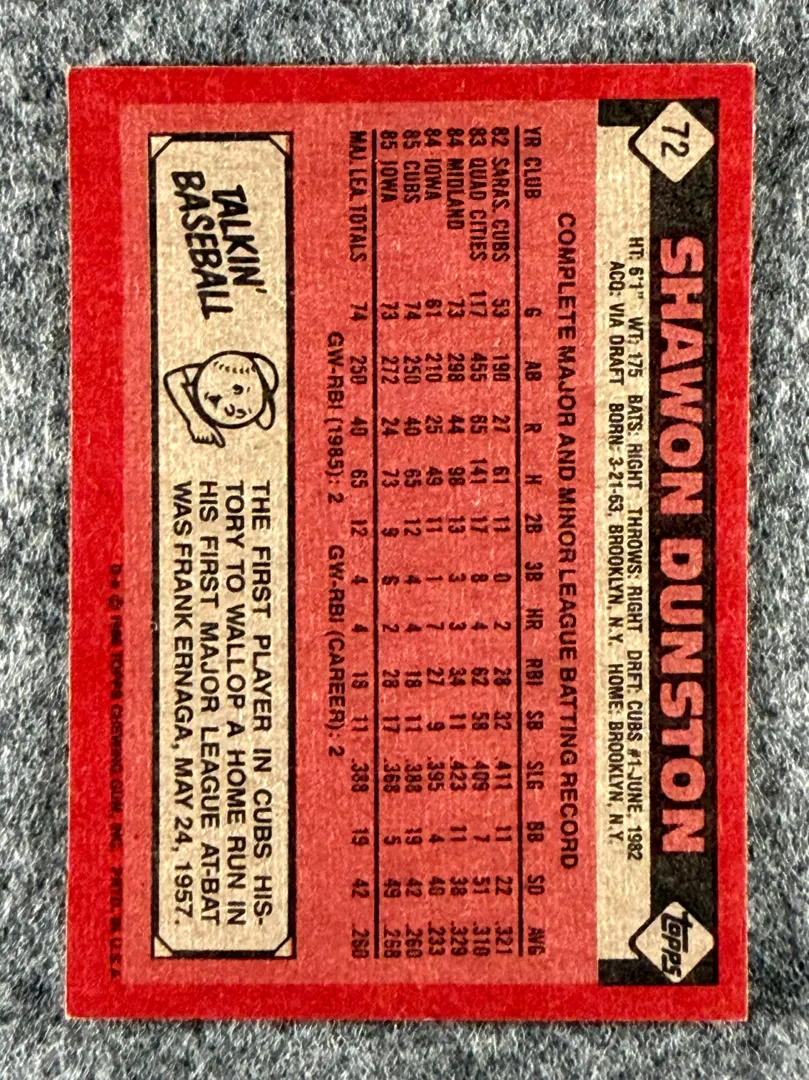 72
SHAWON DUNSTON
topps
HT: 6'1" WT: 175 BATS: RIGHT THROWS: RIGHT DRFT: CUBS #1-JUNE, 1982
ACQ: VIA DRAFT BORN: 3-21-63, BROOKLYN, N.Y. HOME: BROOKLYN, N.Y.
COMPLETE MAJOR AND MINOR LEAGUE BATTING RECORD
YR CLUB G AB R H 2B 3B HR RBI SB SLG BB SO AVG
82 SARAS. CUBS 53 190 27 61 11 0 2 28 32 .411 11 22 .321
83 QUAD CITIES 117 455 65 141 17 8 4 62 58 .409 7 51 .310
84 MIDLAND 73 298 44 98 13 3 3 34 11 .423 11 38 .329
84 IOWA 61 210 25 49 11 1 7 27 9 .395 4 40 .233
85 CUBS 74 250 40 65 12 4 4 18 11 .388 19 42 .260
85 IOWA 73 272 24 73 9 6 2 28 17 .368 5 49 .268
MAJ. LEA. TOTALS 74 250 40 65 12 4 4 18 11 .388 19 42 .260
GW-RBI (1985): 2 GW-RBI (CAREER): 2
TALKIN'
BASEBALL
THE FIRST PLAYER IN CUBS HIS-
TORY TO WALLOP A HOME RUN IN
HIS FIRST MAJOR LEAGUE AT-BAT
WAS FRANK ERNAGA, MAY 24, 1957.
© 1986 TOPPS CHEWING GUM, INC. PRTD. IN U.S.A.